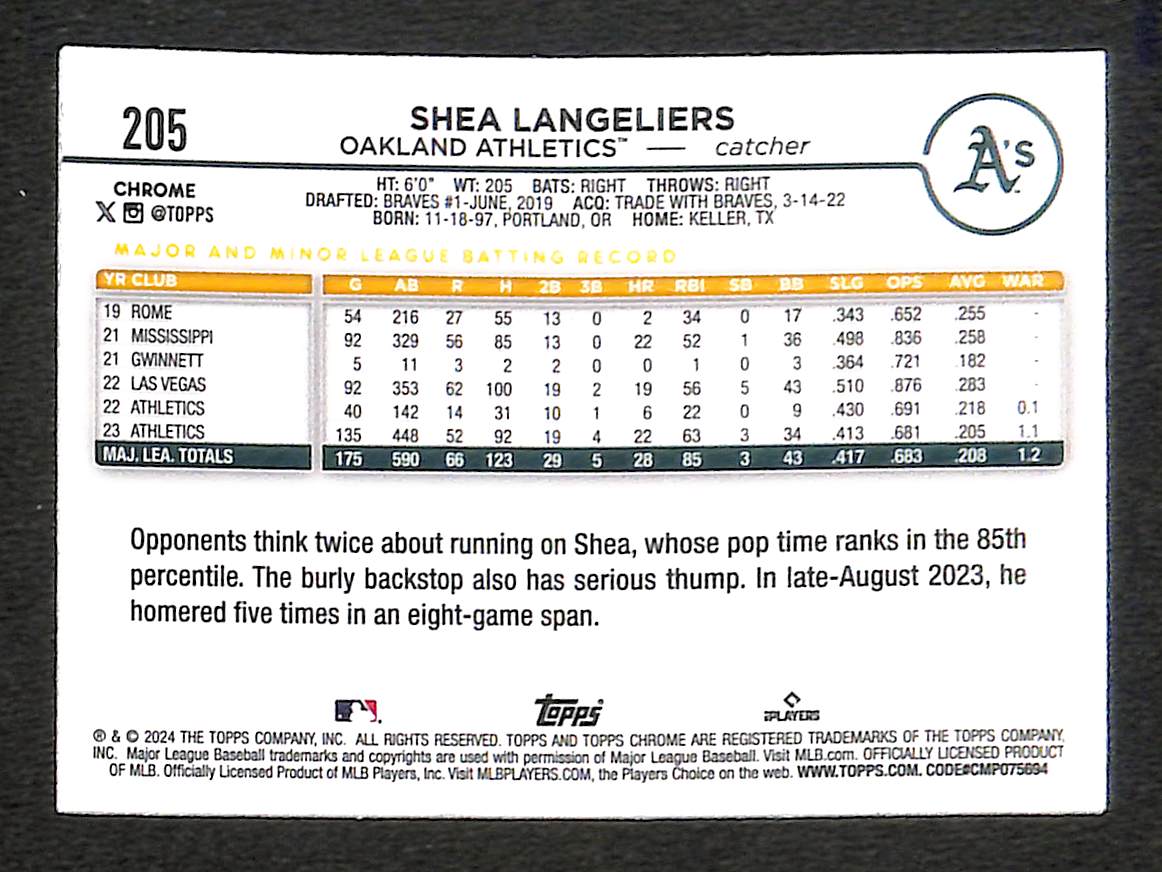 205
SHEA LANGELIERS
OAKLAND ATHLETICS™ — catcher
A's
CHROME
@TOPPS
HT: 6'0" WT: 205 BATS: RIGHT THROWS: RIGHT
DRAFTED: BRAVES #1-JUNE, 2019 ACQ: TRADE WITH BRAVES, 3-14-22
BORN: 11-18-97, PORTLAND, OR HOME: KELLER, TX
MAJOR AND MINOR LEAGUE BATTING RECORD
YR CLUB G AB R H 2B 3B HR RBI SB BB SLG OPS AVG WAR
19 ROME 54 216 27 55 13 0 2 34 0 17 .343 .652 .255 -
21 MISSISSIPPI 92 329 56 85 13 0 22 52 1 36 .498 .836 .258 -
21 GWINNETT 5 11 3 2 2 0 0 1 0 3 .364 .721 .182 -
22 LAS VEGAS 92 353 62 100 19 2 19 56 5 43 .510 .876 .283 -
22 ATHLETICS 40 142 14 31 10 1 6 22 0 9 .430 .691 .218 0.1
23 ATHLETICS 135 448 52 92 19 4 22 63 3 34 .413 .681 .205 1.1
MAJ. LEA. TOTALS 175 590 66 123 29 5 28 85 3 43 .417 .683 .208 1.2
Opponents think twice about running on Shea, whose pop time ranks in the 85th
percentile. The burly backstop also has serious thump. In late-August 2023, he
homered five times in an eight-game span.
Topps
PLAYERS
® & © 2024 THE TOPPS COMPANY, INC. ALL RIGHTS RESERVED. TOPPS AND TOPPS CHROME ARE REGISTERED TRADEMARKS OF THE TOPPS COMPANY,
INC. Major League Baseball trademarks and copyrights are used with permission of Major League Baseball. Visit MLB.com. OFFICIALLY LICENSED PRODUCT
OF MLB. Officially Licensed Product of MLB Players, Inc. Visit MLBPLAYERS.COM, the Players Choice on the web. WWW.TOPPS.COM. CODE#CMP075694